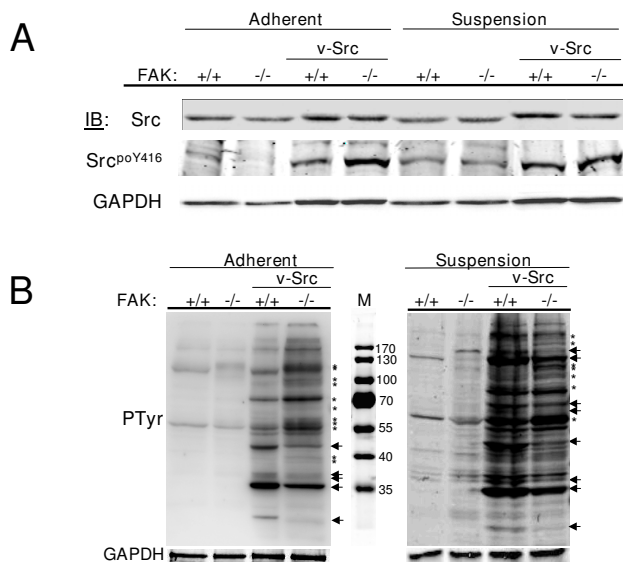 A
Adherent Suspension
v-Src v-Src
FAK: +/+ -/- +/+ -/- +/+ -/- +/+ -/-
IB: Src
SrcpoY416
GAPDH
B
Adherent Suspension
v-Src v-Src
FAK: +/+ -/- +/+ -/- M +/+ -/- +/+ -/-
170
130
100
70
PTyr
55
40
35
GAPDH